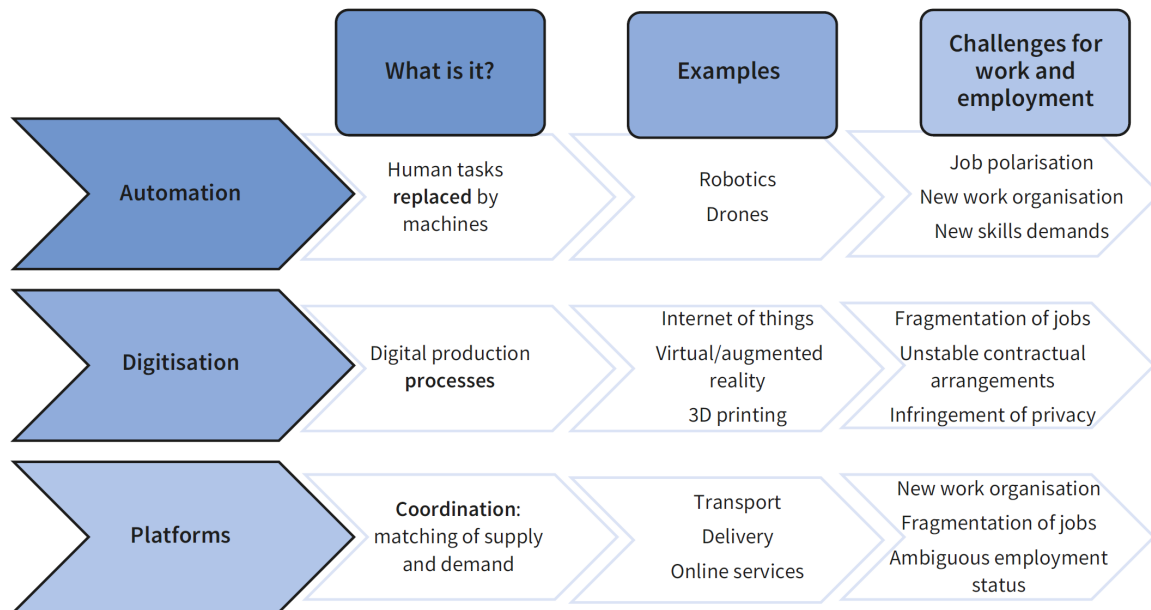 What is it?
Examples
Challenges for
work and
employment
Automation
Human tasks
replaced by
machines
Robotics
Drones
Job polarisation
New work organisation
New skills demands
Digitisation
Digital production
processes
Internet of things
Virtual/augmented
reality
3D printing
Fragmentation of jobs
Unstable contractual
arrangements
Infringement of privacy
Platforms
Coordination:
matching of supply
and demand
Transport
Delivery
Online services
New work organisation
Fragmentation of jobs
Ambiguous employment
status